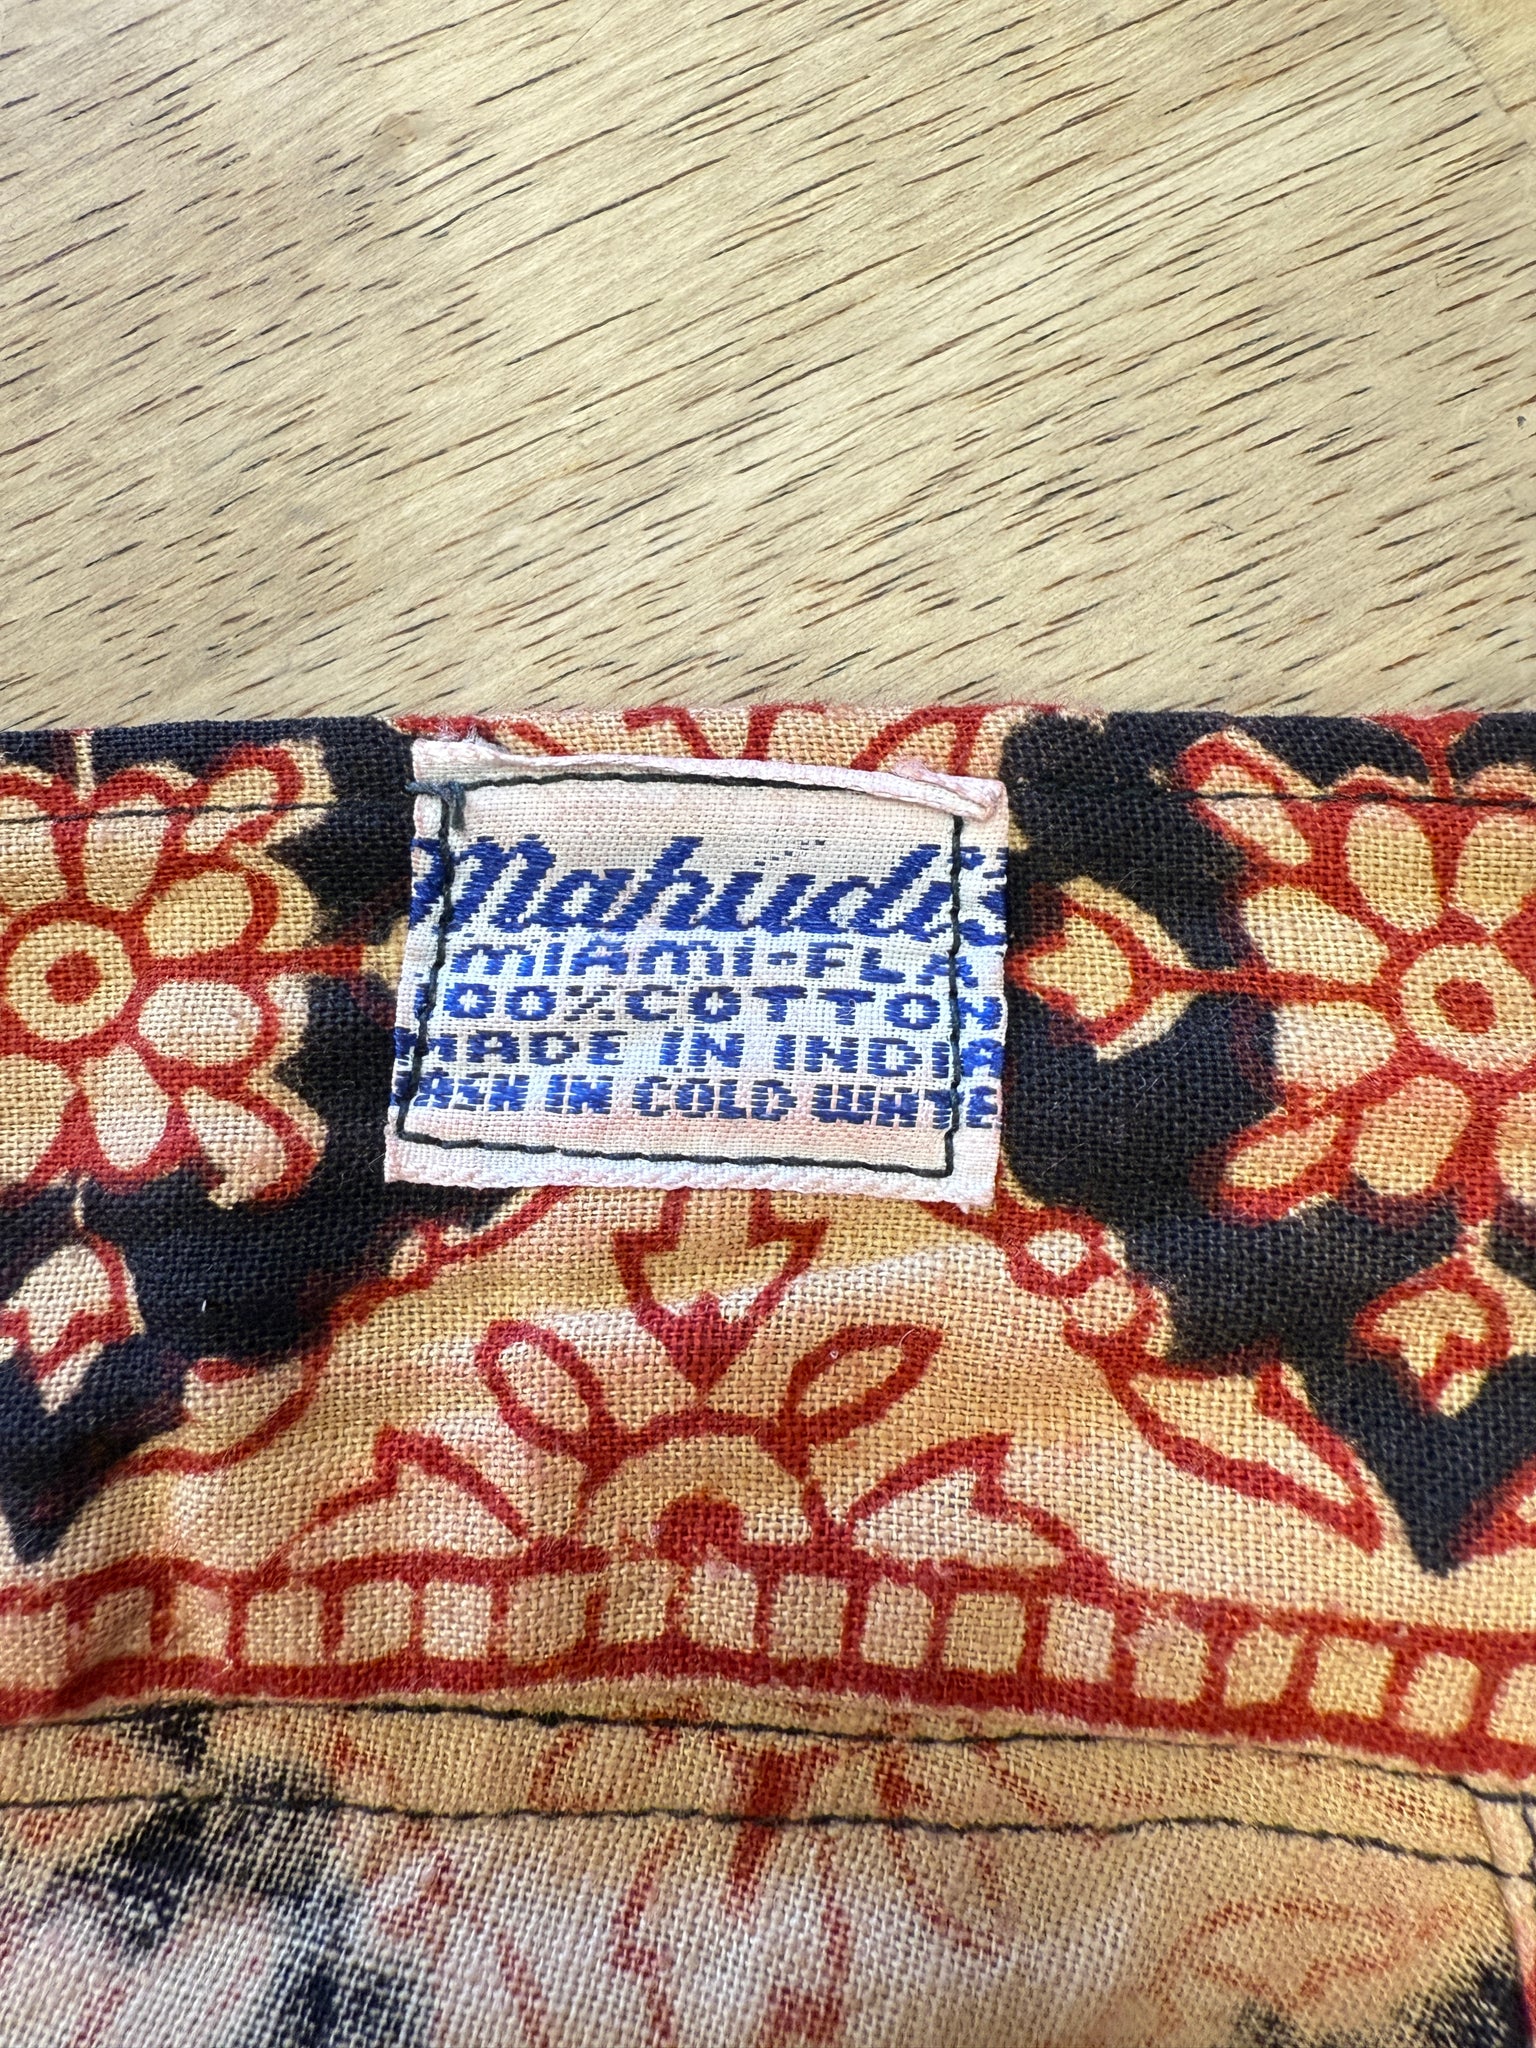 Mahudi's
MIAMI-FLA
100%COTTON
MADE IN INDIA
WASH IN COLD WATE